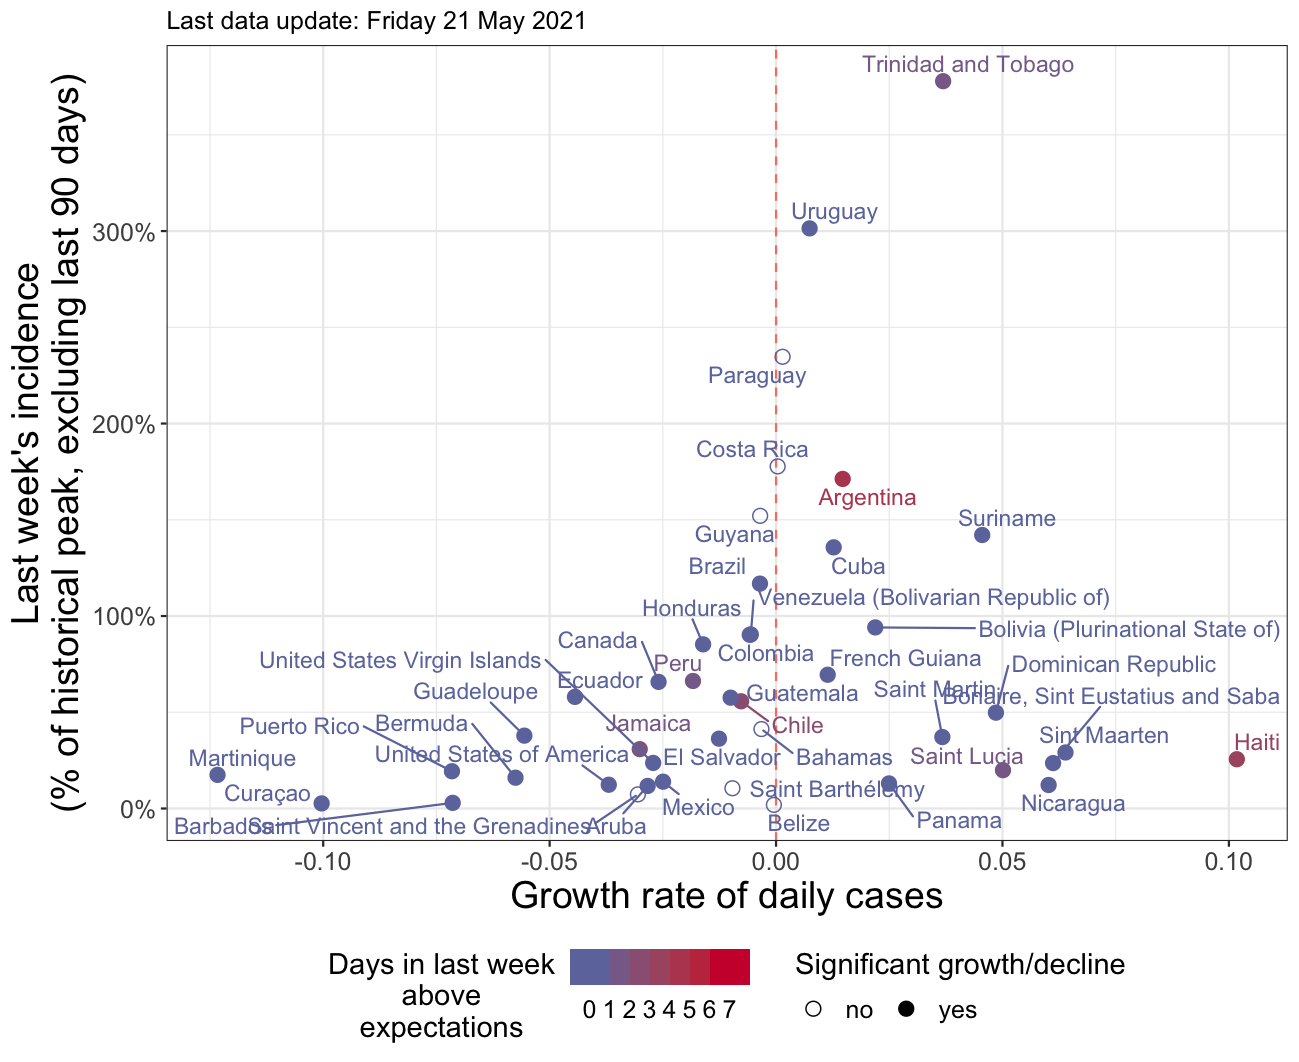 Last data update: Friday 21 May 2021
Last week's incidence
(% of historical peak, excluding last 90 days)
300%
200%
100%
0%
Trinidad and Tobago
Uruguay
Paraguay
Costa Rica
Argentina
Suriname
Guyana
Cuba
Brazil
Venezuela (Bolivarian Republic of)
Honduras
Bolivia (Plurinational State of)
Canada
Colombia
French Guiana
United States Virgin Islands
Peru
Dominican Republic
Ecuador
Guadeloupe
Guatemala
Saint Martin
Bonaire, Sint Eustatius and Saba
Puerto Rico
Bermuda
Jamaica
Chile
Sint Maarten
Haiti
Martinique
United States of America
El Salvador
Bahamas
Saint Lucia
Curaçao
Saint Barthélemy
Mexico
Nicaragua
Barbados
Saint Vincent and the Grenadines
Aruba
Belize
Panama
-0.10
-0.05
0.00
0.05
0.10
Growth rate of daily cases
Days in last week
above
expectations
0 1 2 3 4 5 6 7
Significant growth/decline
no
yes